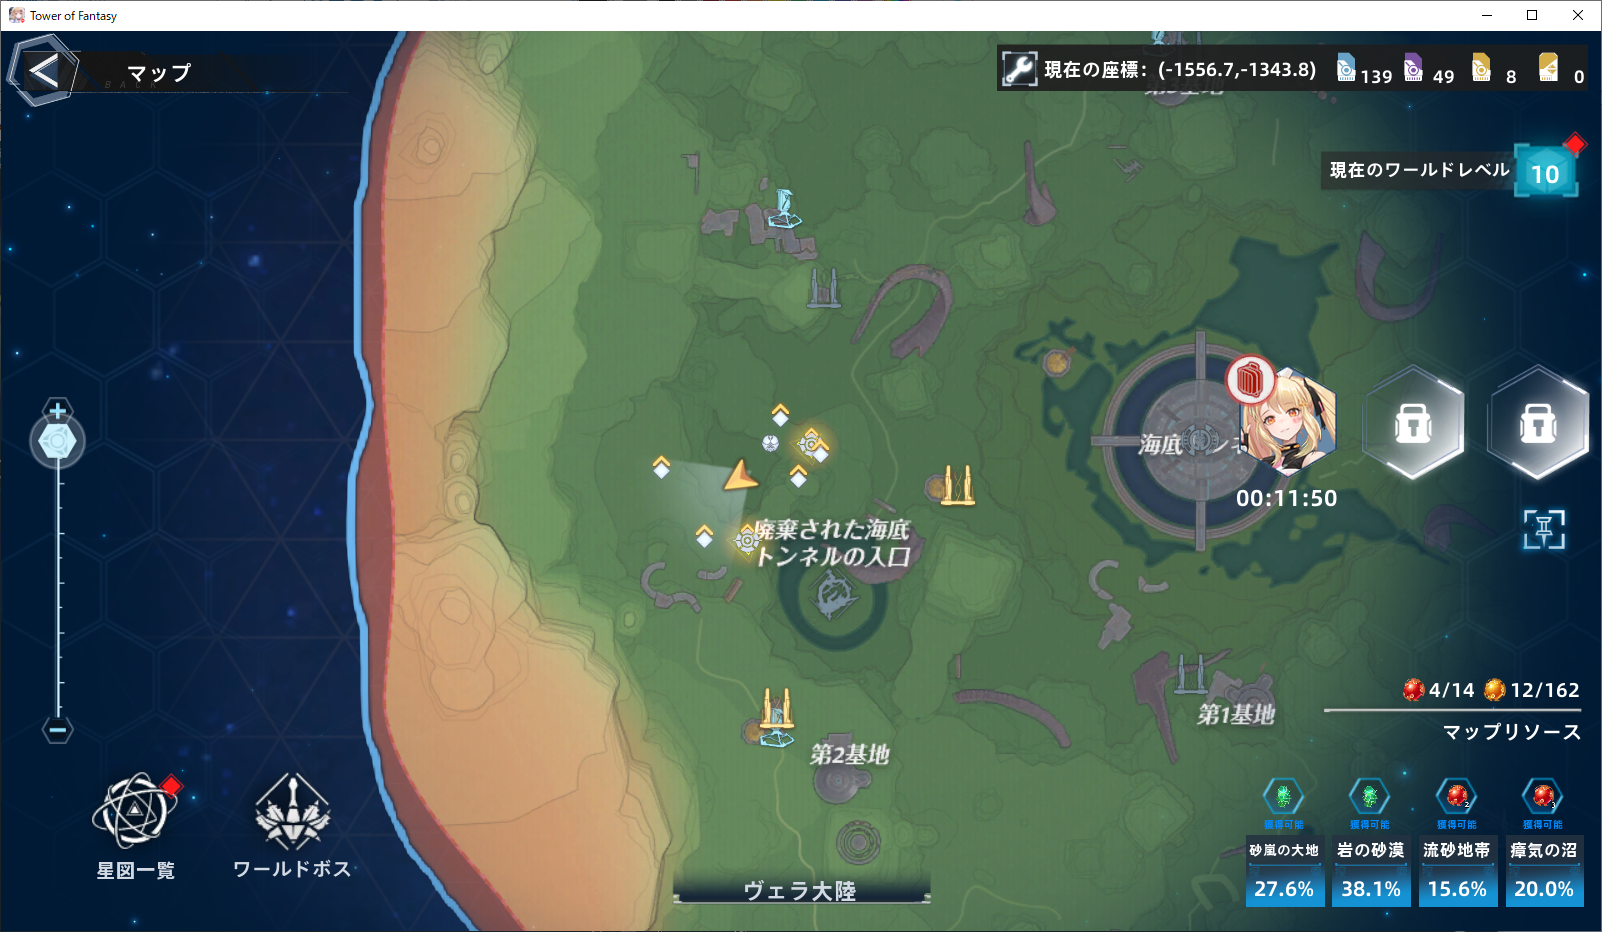 Tower of Fantasy
マップ
BACK
現在の座標: (-1556.7,-1343.8)
139
49
8
0
現在のワールドレベル
10
海底
00:11:50
廃棄された海底
トンネルの入口
第1基地
4/14
12/162
マップリソース
第2基地
星図一覧
ワールドボス
ヴェラ大陸
獲得可能
獲得可能
2
獲得可能
3
獲得可能
砂嵐の大地
岩の砂漠
流砂地帯
瘴気の沼
27.6%
38.1%
15.6%
20.0%